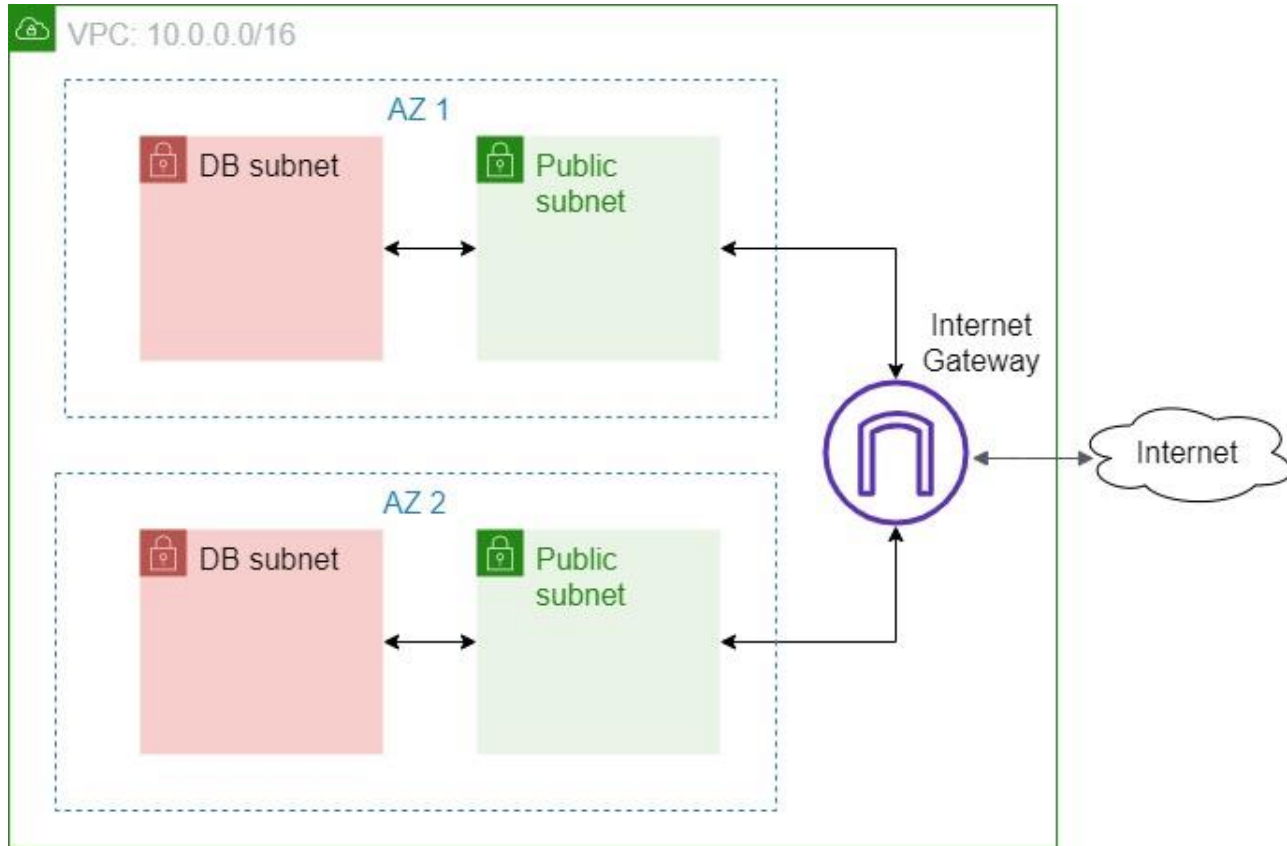 VPC: 10.0.0.0/16
AZ 1
DB subnet
Public
subnet
Internet
Gateway
Internet
AZ 2
DB subnet
Public
subnet